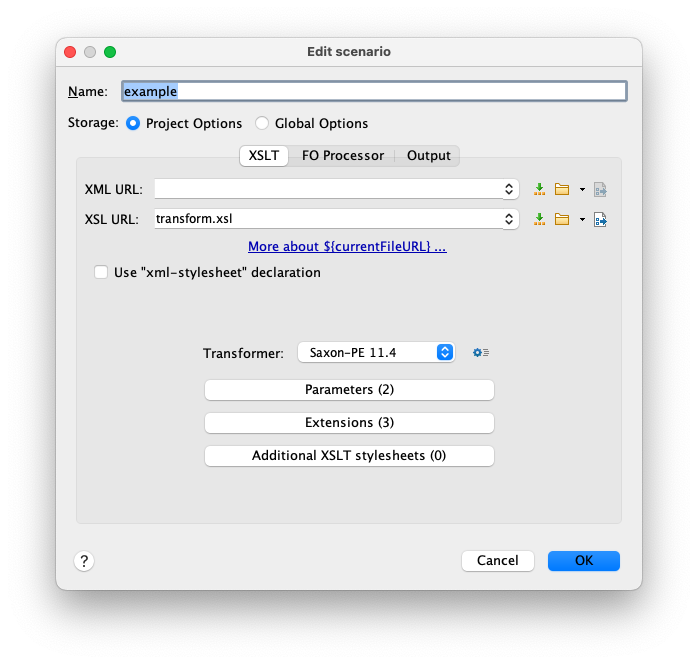 Edit scenario
Name: example
Storage: Project Options Global Options
XSLT FO Processor Output
XML URL:
XSL URL: transform.xsl
More about ${currentFileURL} ...
Use "xml-stylesheet" declaration
Transformer: Saxon-PE 11.4
Parameters (2)
Extensions (3)
Additional XSLT stylesheets (0)
? Cancel OK